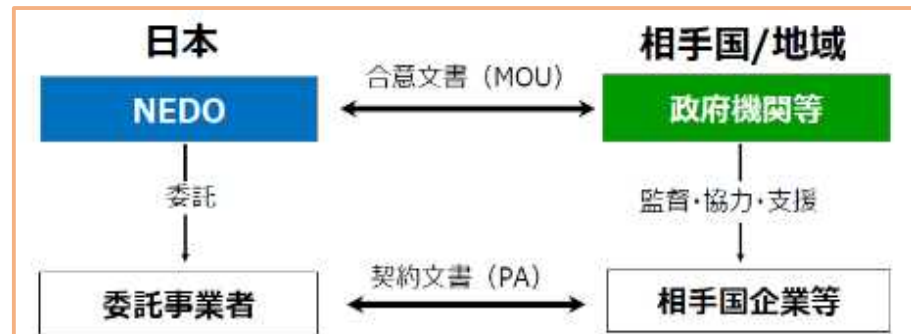 日本
相手国/地域
合意文書（MOU）
NEDO
政府機関等
委託
監督･協力･支援
契約文書（PA）
委託事業者
相手国企業等